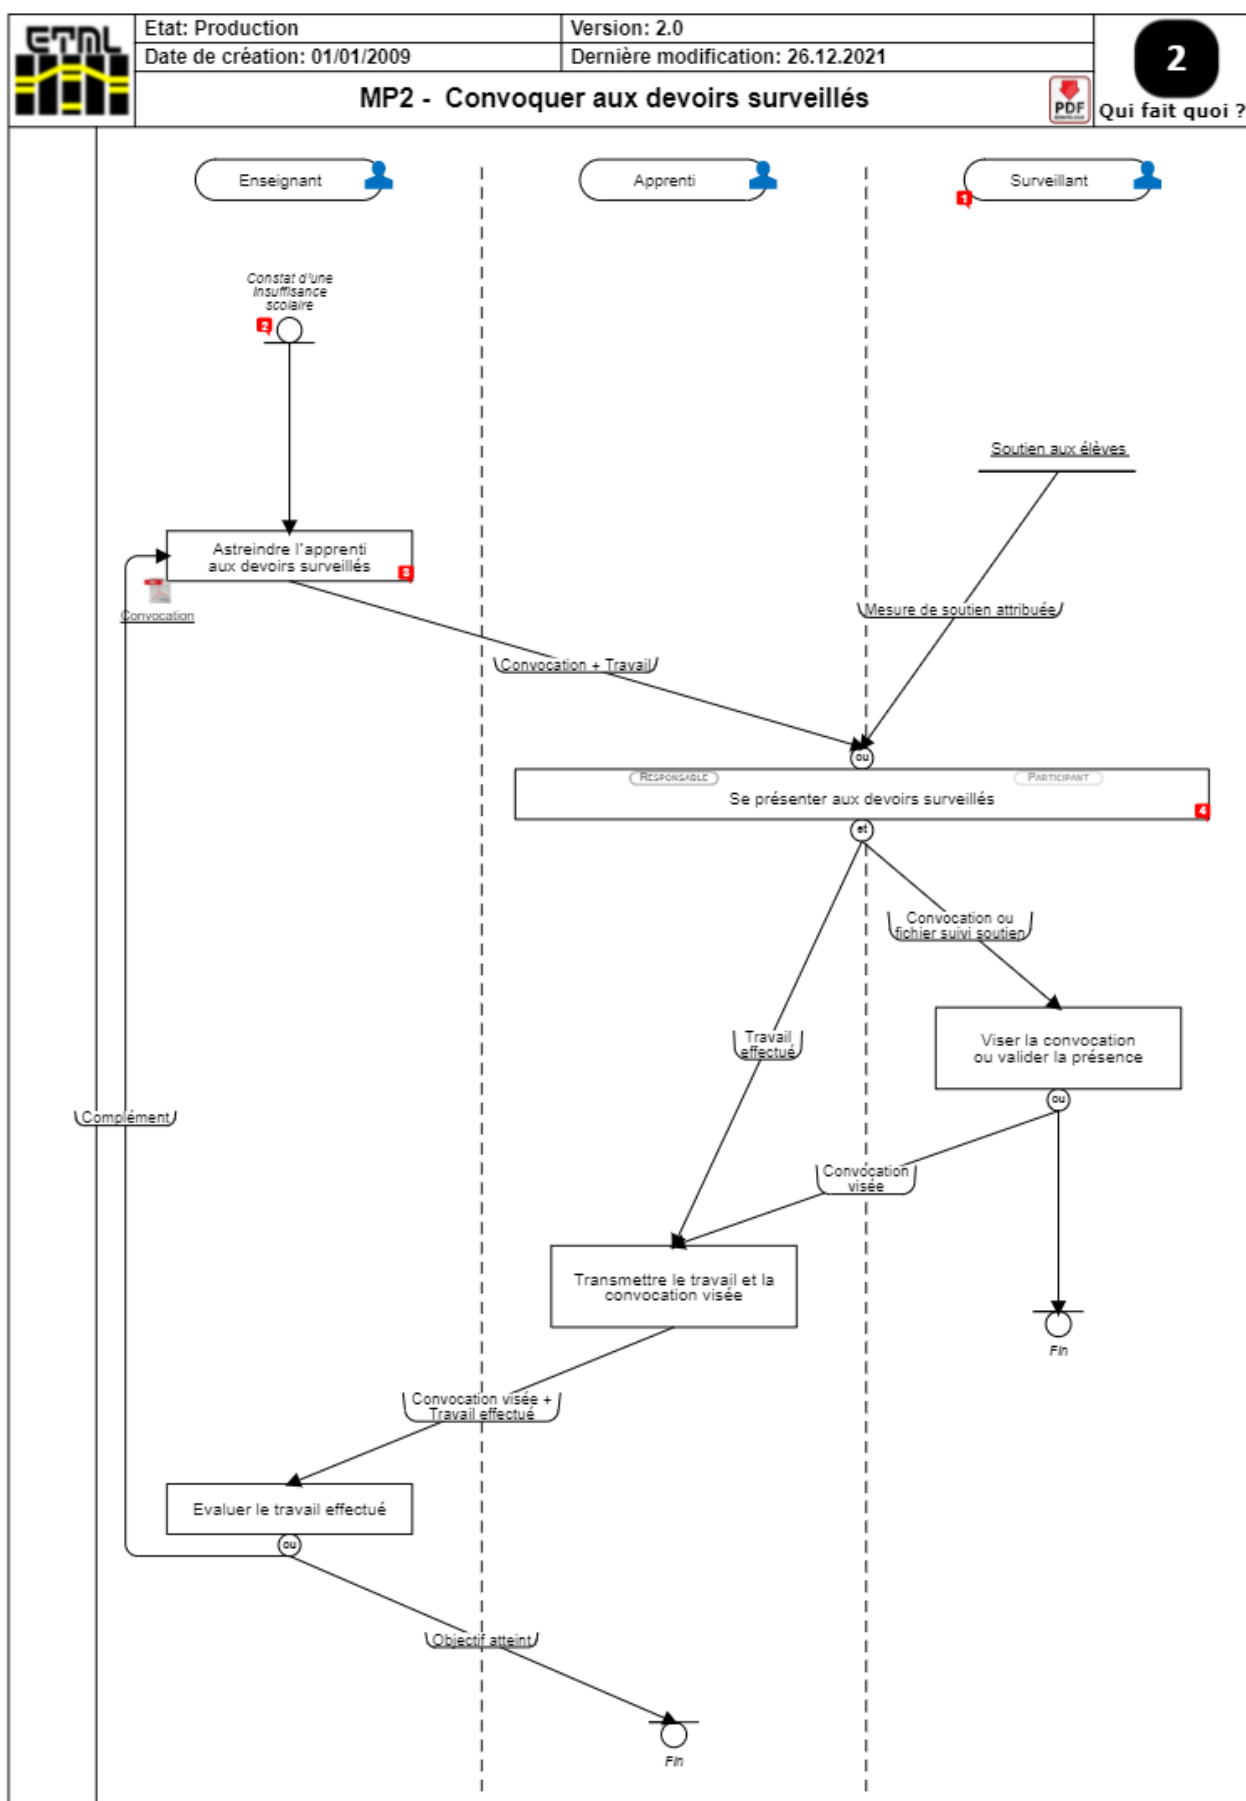 ETML
Etat: Production
Version: 2.0
Date de création: 01/01/2009
Dernière modification: 26.12.2021
2
MP2 - Convoquer aux devoirs surveillés
PDF
Qui fait quoi ?
Enseignant
Apprenti
Surveillant
1
Constat d'une
insuffisance
scolaire
2
Soutien aux élèves
Astreindre l'apprenti
aux devoirs surveillés
3
Convocation
Mesure de soutien attribuée
Convocation + Travail
ou
RESPONSABLE
PARTICIPANT
Se présenter aux devoirs surveillés
4
et
Convocation ou
fichier suivi soutien
Travail
effectué
Viser la convocation
ou valider la présence
ou
Complément
Convocation
visée
Transmettre le travail et la
convocation visée
Fin
Convocation visée +
Travail effectué
Evaluer le travail effectué
ou
Objectif atteint
Fin